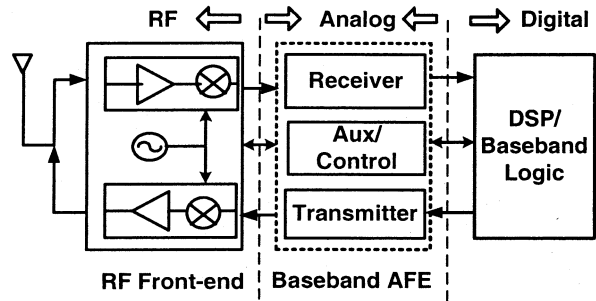 RF
Analog
Digital
Receiver
Aux/
Control
Transmitter
DSP/
Baseband
Logic
RF Front-end
Baseband AFE